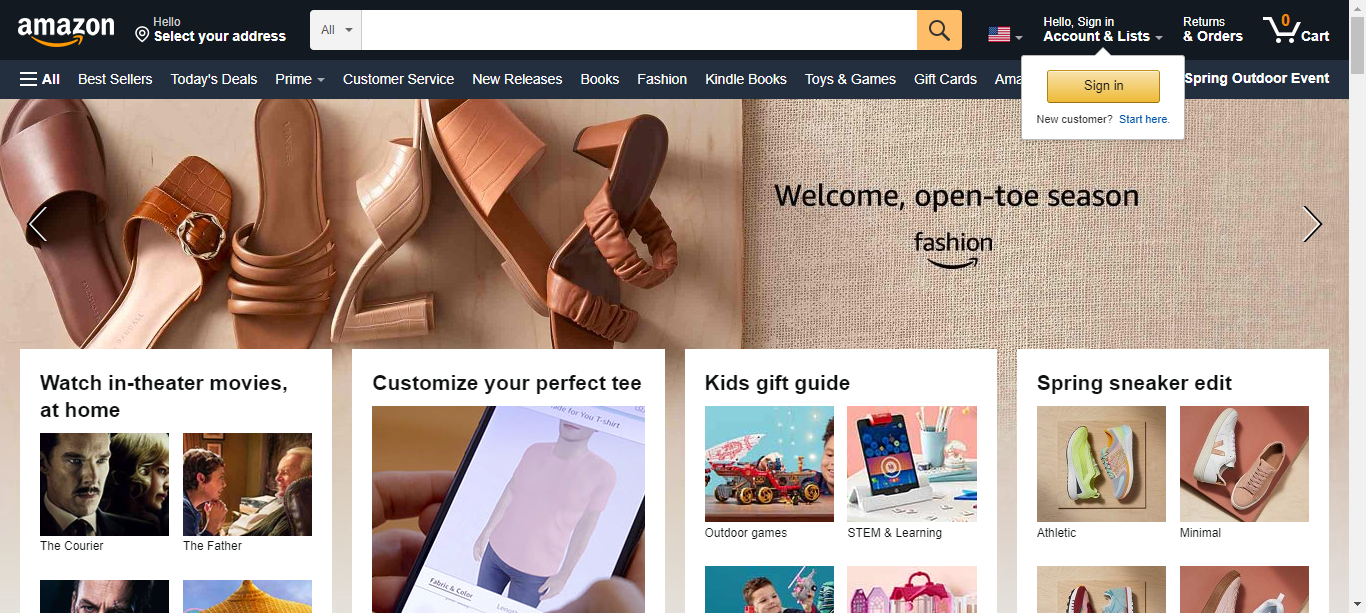 amazon
Hello
Select your address
All
Hello, Sign in
Account & Lists
Returns
& Orders
0
Cart
All
Best Sellers
Today's Deals
Prime
Customer Service
New Releases
Books
Fashion
Kindle Books
Toys & Games
Gift Cards
Ama
Spring Outdoor Event
Sign in
New customer? Start here.
Welcome, open-toe season
fashion
Watch in-theater movies,
at home
The Courier
The Father
Customize your perfect tee
for You T-shirt
Fabric & Color
Length
Kids gift guide
Outdoor games
STEM & Learning
Spring sneaker edit
Athletic
Minimal